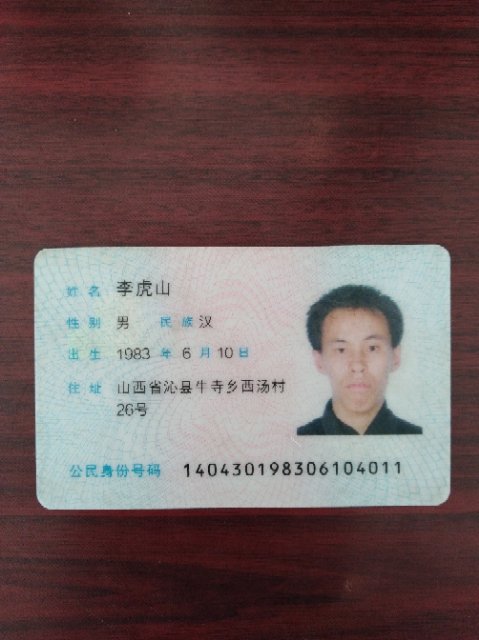 姓名 李虎山
性别 男 民族 汉
出生 1983 年 6 月 10 日
住址 山西省沁县牛寺乡西汤村
26号
公民身份号码 140430198306104011